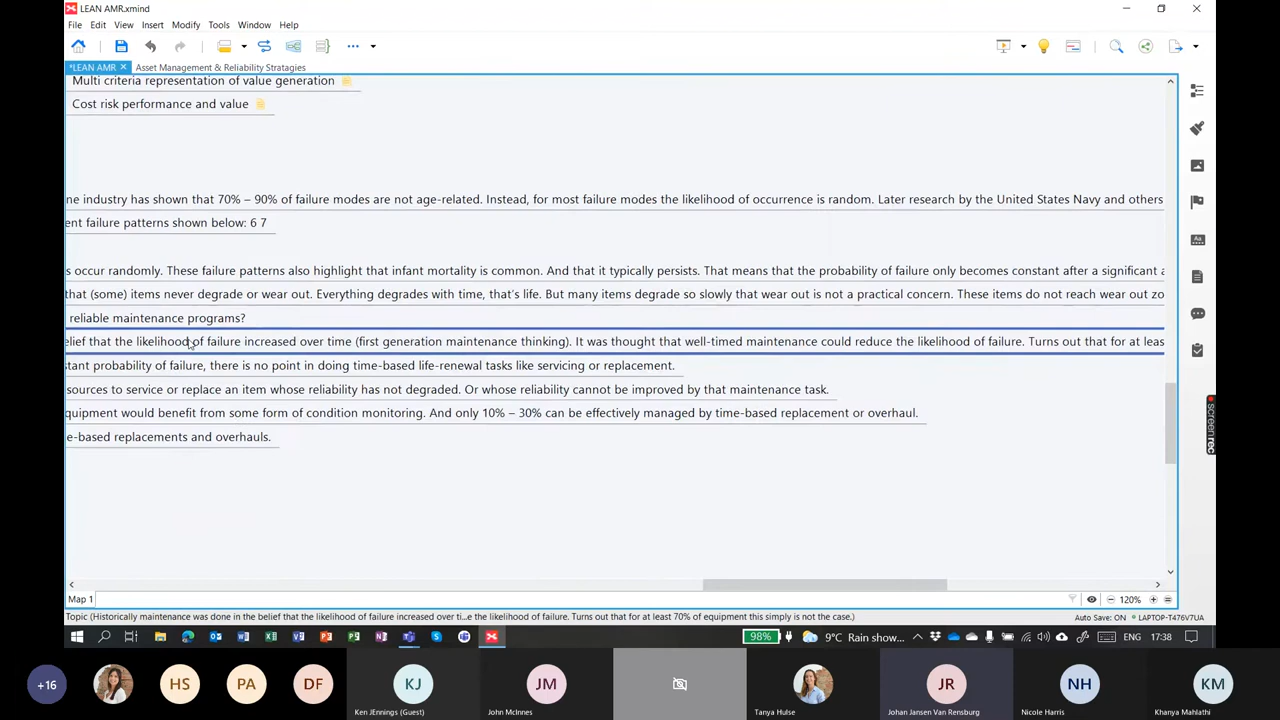 LEAN AMR.xmind
File Edit View Insert Modify Tools Window Help
*LEAN AMR Asset Management & Reliability Stratagies
Multi criteria representation of value generation
Cost risk performance and value
ne industry has shown that 70% – 90% of failure modes are not age-related. Instead, for most failure modes the likelihood of occurrence is random. Later research by the United States Navy and others
ent failure patterns shown below: 6 7
s occur randomly. These failure patterns also highlight that infant mortality is common. And that it typically persists. That means that the probability of failure only becomes constant after a significant a
that (some) items never degrade or wear out. Everything degrades with time, that's life. But many items degrade so slowly that wear out is not a practical concern. These items do not reach wear out zo
reliable maintenance programs?
elief that the likelihood of failure increased over time (first generation maintenance thinking). It was thought that well-timed maintenance could reduce the likelihood of failure. Turns out that for at leas
stant probability of failure, there is no point in doing time-based life-renewal tasks like servicing or replacement.
sources to service or replace an item whose reliability has not degraded. Or whose reliability cannot be improved by that maintenance task.
equipment would benefit from some form of condition monitoring. And only 10% – 30% can be effectively managed by time-based replacement or overhaul.
e-based replacements and overhauls.
screenrec
Map 1
120%
Topic (Historically maintenance was done in the belief that the likelihood of failure increased over ti...e the likelihood of failure. Turns out that for at least 70% of equipment this simply is not the case.)
Auto Save: ON LAPTOP-T476V7UA
98% 9°C Rain show... ENG 17:38
+16 HS PA DF KJ JM JR NH KM
Ken JEnnings (Guest) John McInnes Tanya Hulse Johan Jansen Van Rensburg Nicole Harris Khanya Mahlathi